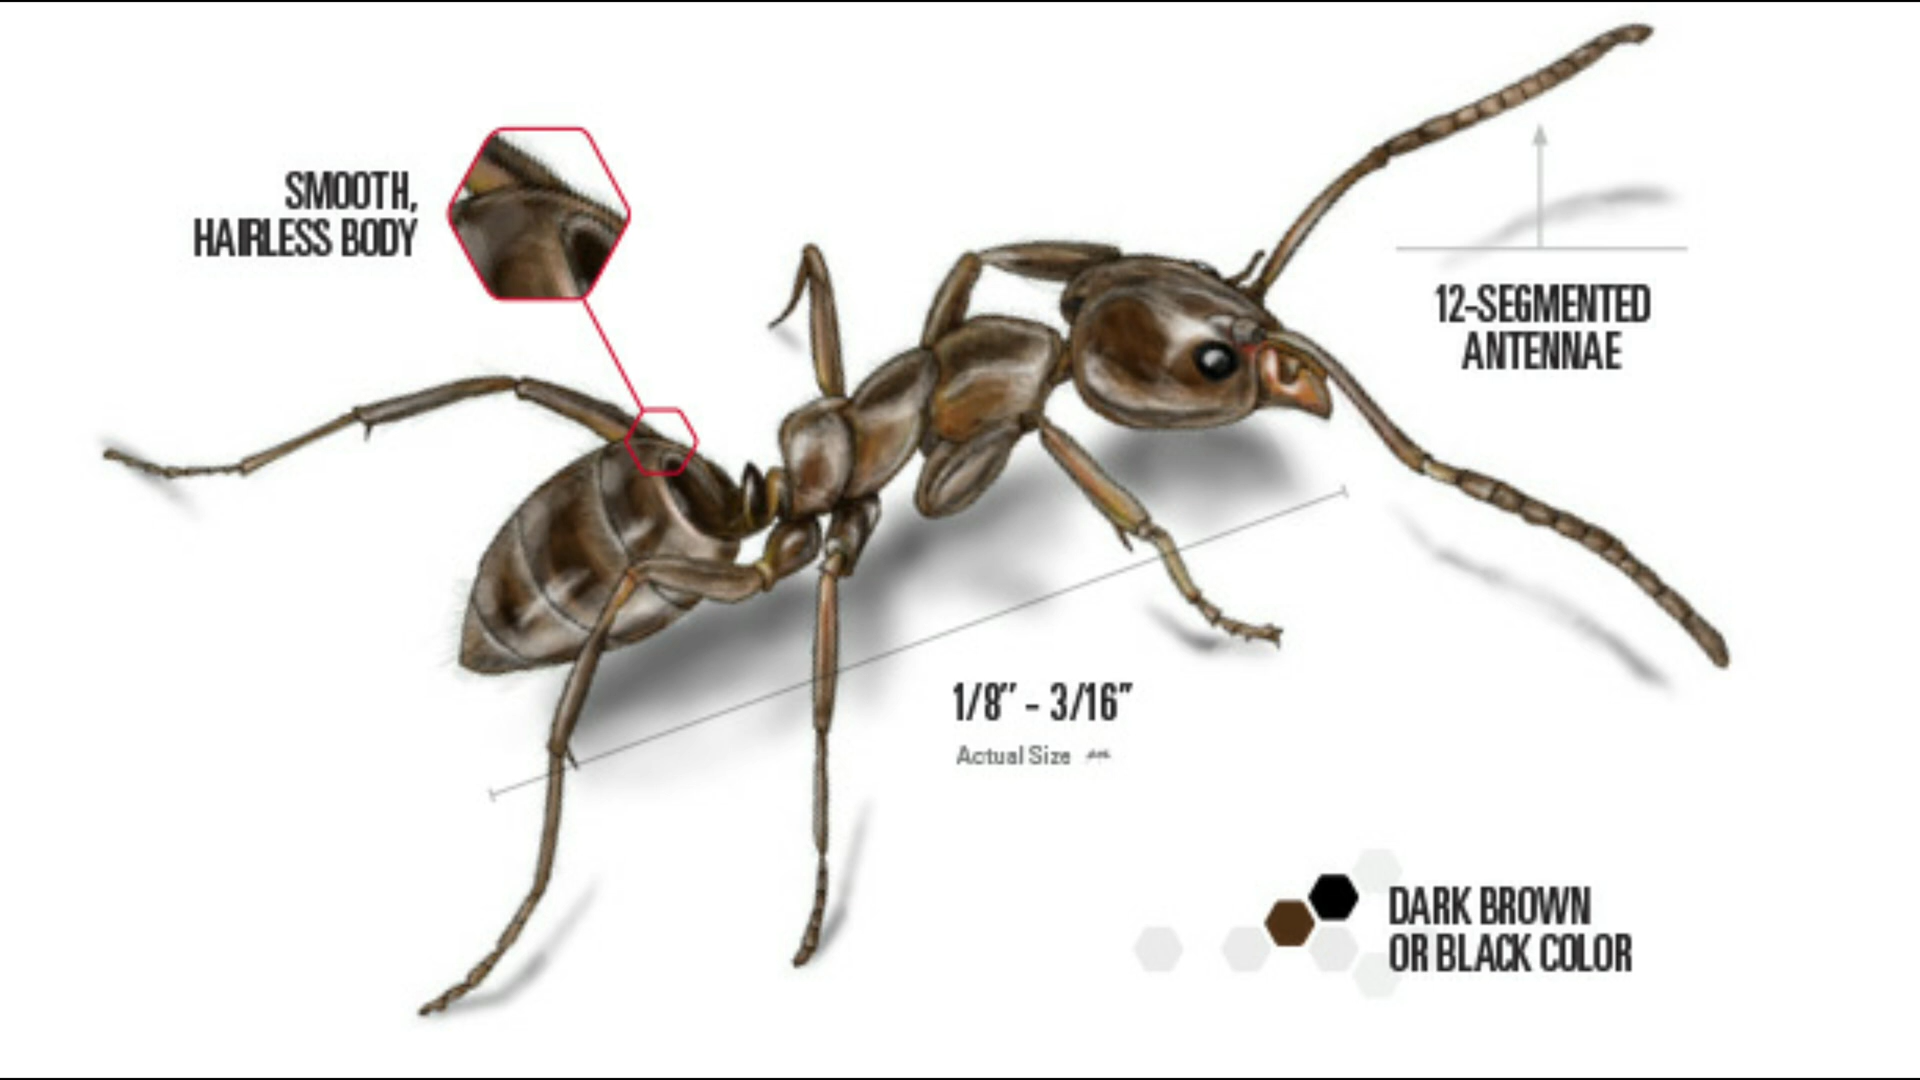 SMOOTH,
HAIRLESS BODY
12-SEGMENTED
ANTENNAE
1/8″ - 3/16″
Actual Size
DARK BROWN
OR BLACK COLOR